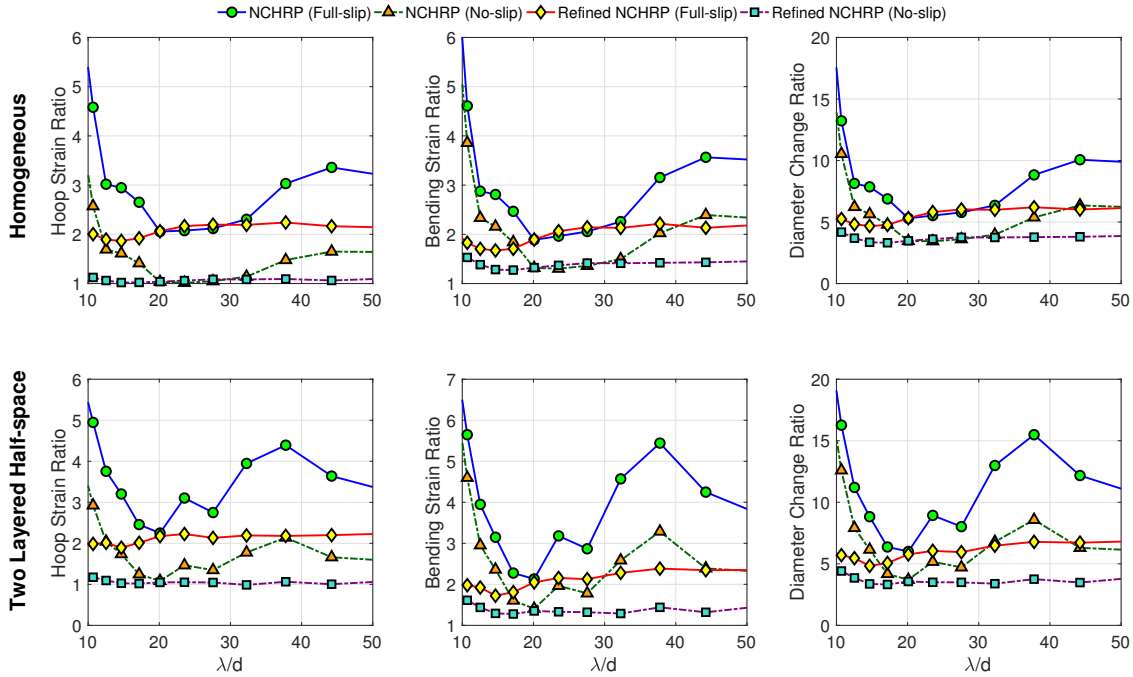 NCHRP (Full-slip) NCHRP (No-slip) Refined NCHRP (Full-slip) Refined NCHRP (No-slip)
Homogeneous
Hoop Strain Ratio
6
5
4
3
2
1
10 20 30 40 50
Bending Strain Ratio
6
5
4
3
2
1
10 20 30 40 50
Diameter Change Ratio
20
15
10
5
0
10 20 30 40 50
Two Layered Half-space
Hoop Strain Ratio
6
5
4
3
2
1
10 20 30 40 50
λ/d
Bending Strain Ratio
7
6
5
4
3
2
1
10 20 30 40 50
λ/d
Diameter Change Ratio
20
15
10
5
0
10 20 30 40 50
λ/d